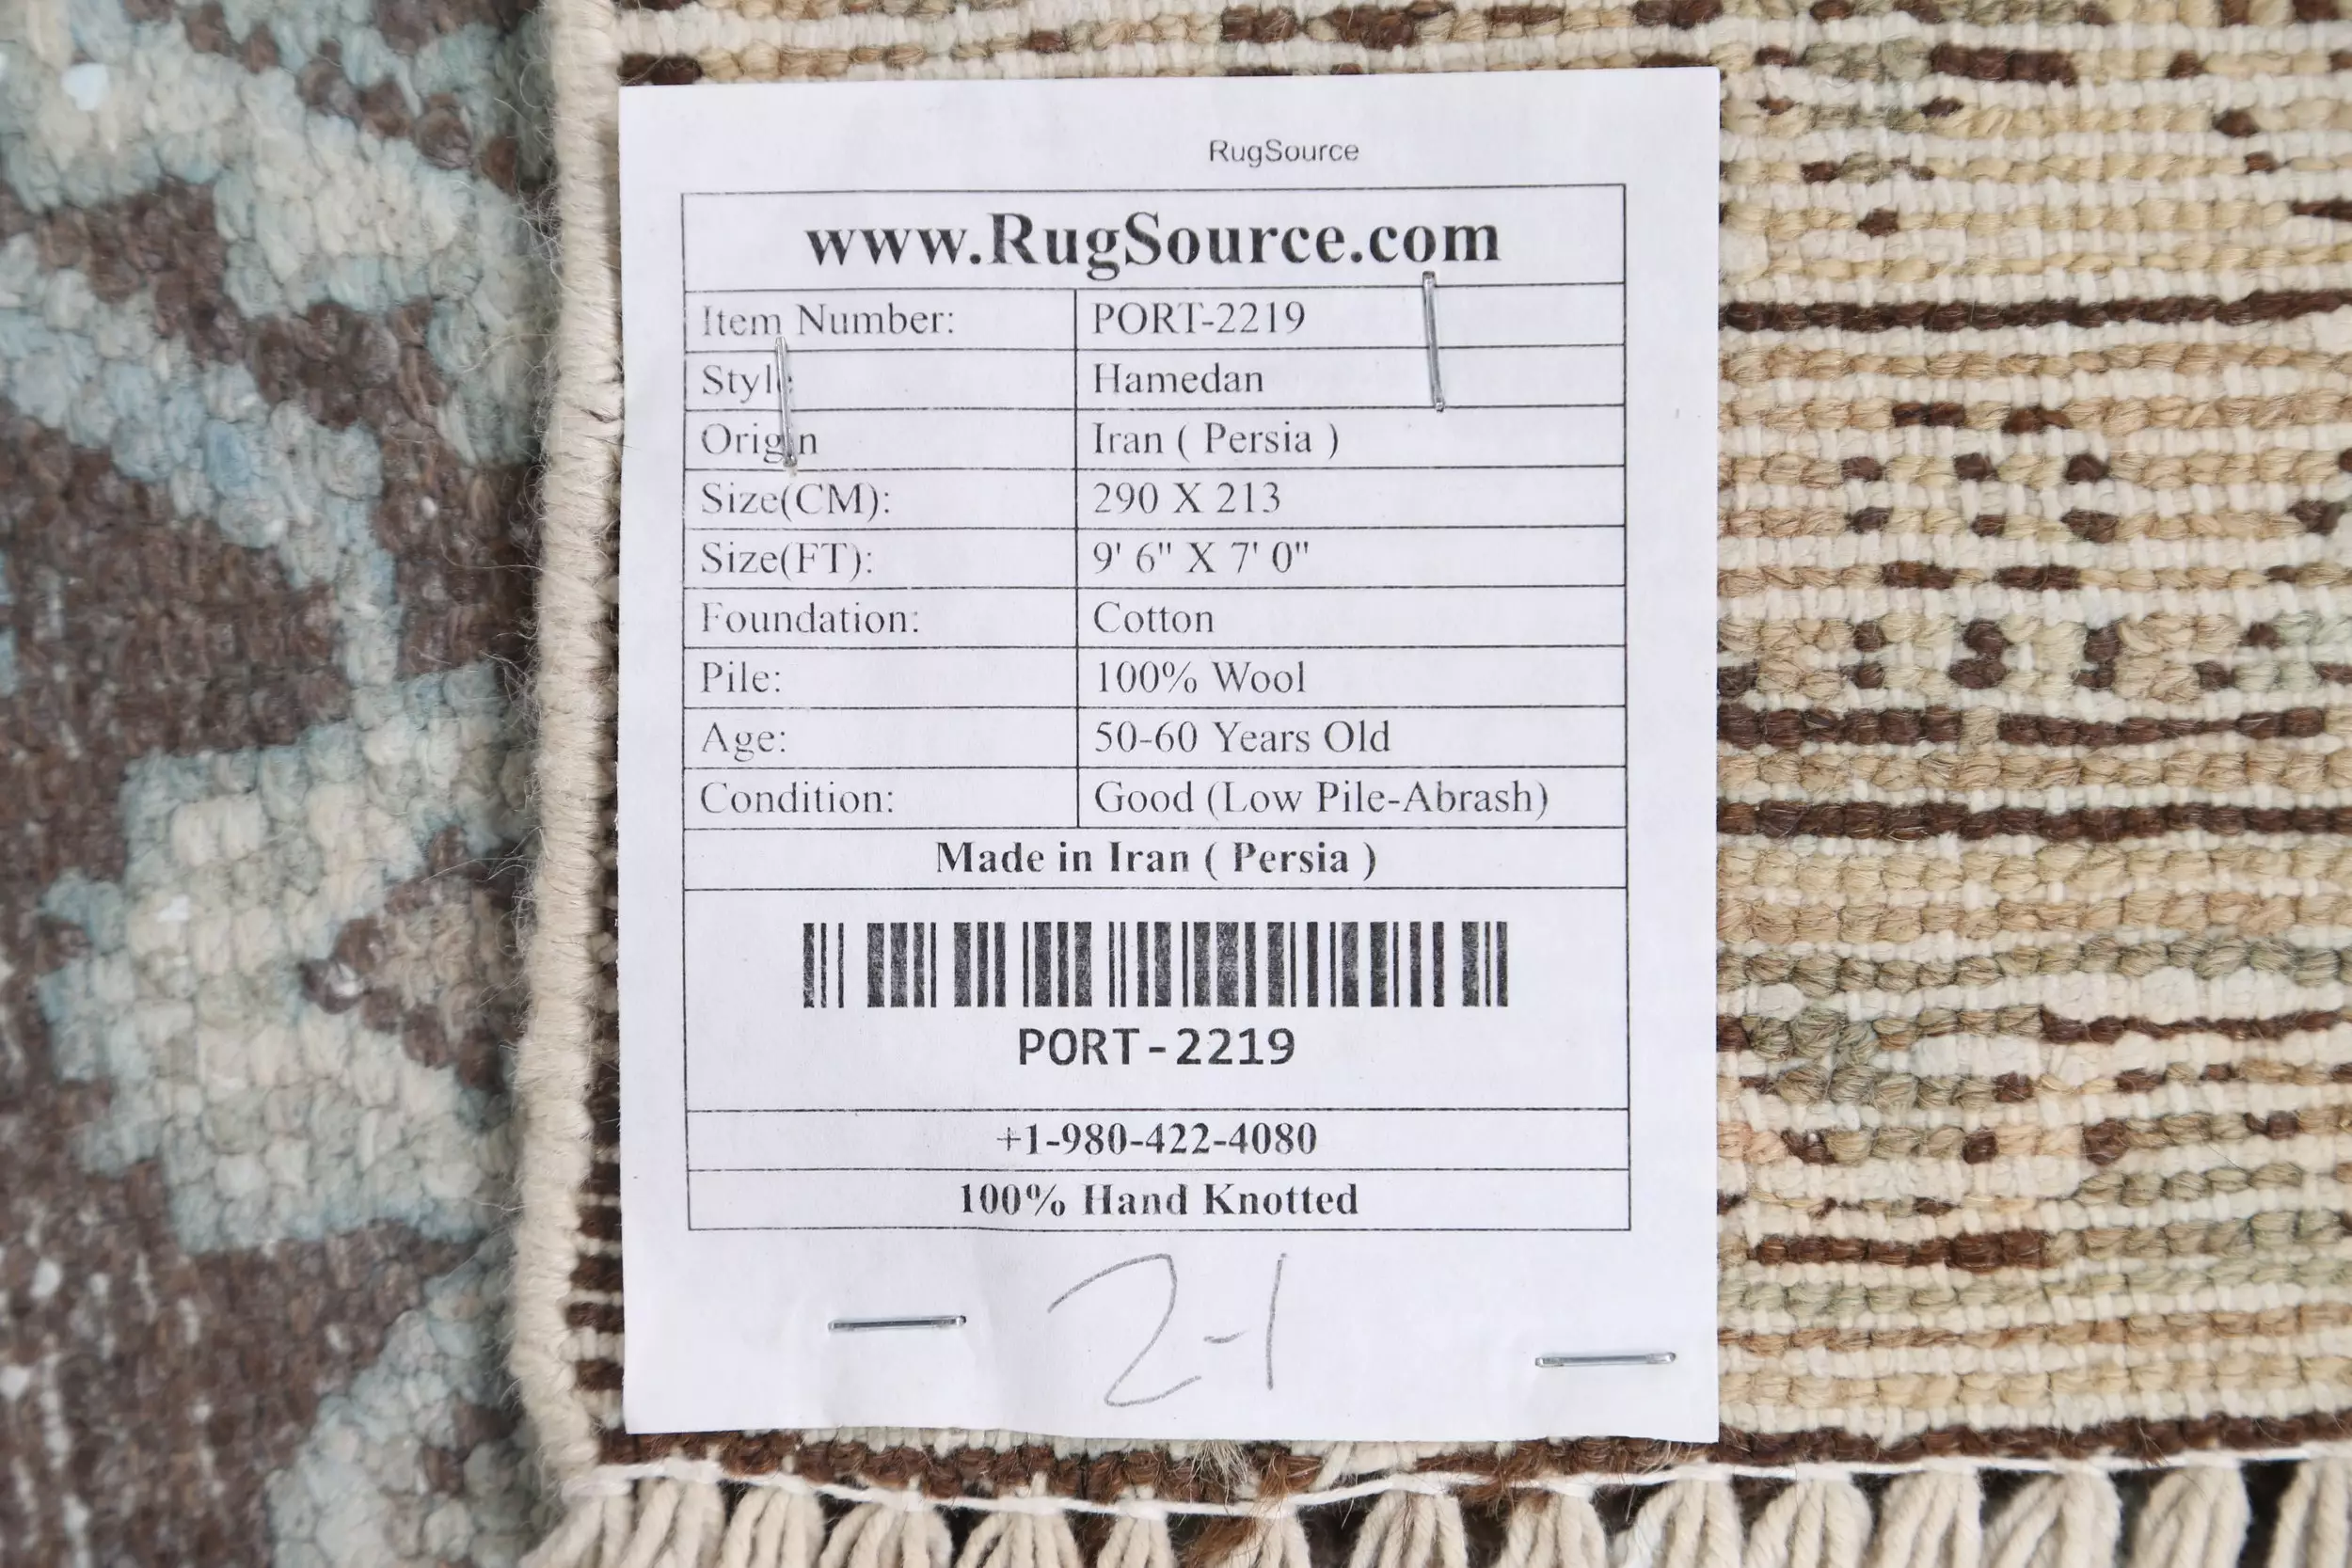 RugSource
www.RugSource.com
Item Number: PORT-2219
Style: Hamedan
Origin Iran ( Persia )
Size(CM): 290 X 213
Size(FT): 9' 6" X 7' 0"
Foundation: Cotton
Pile: 100% Wool
Age: 50-60 Years Old
Condition: Good (Low Pile-Abrash)
Made in Iran ( Persia )
PORT-2219
+1-980-422-4080
100% Hand Knotted
2-1